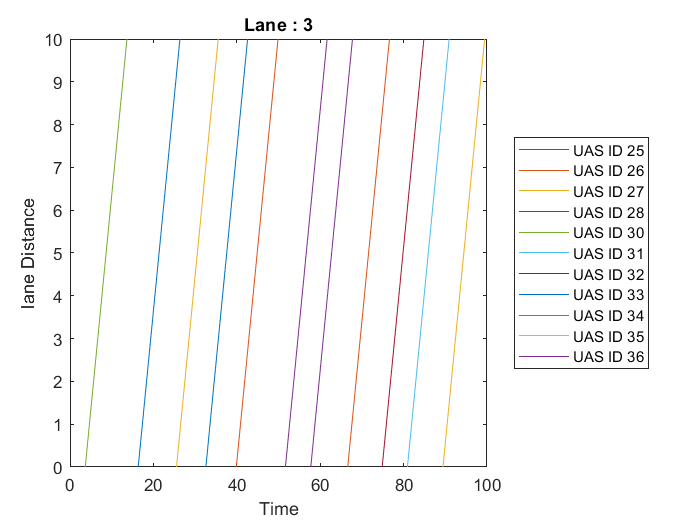 Lane : 3
10
9
8
7
6
5
4
3
2
1
0
lane Distance
0 20 40 60 80 100
Time
UAS ID 25
UAS ID 26
UAS ID 27
UAS ID 28
UAS ID 30
UAS ID 31
UAS ID 32
UAS ID 33
UAS ID 34
UAS ID 35
UAS ID 36